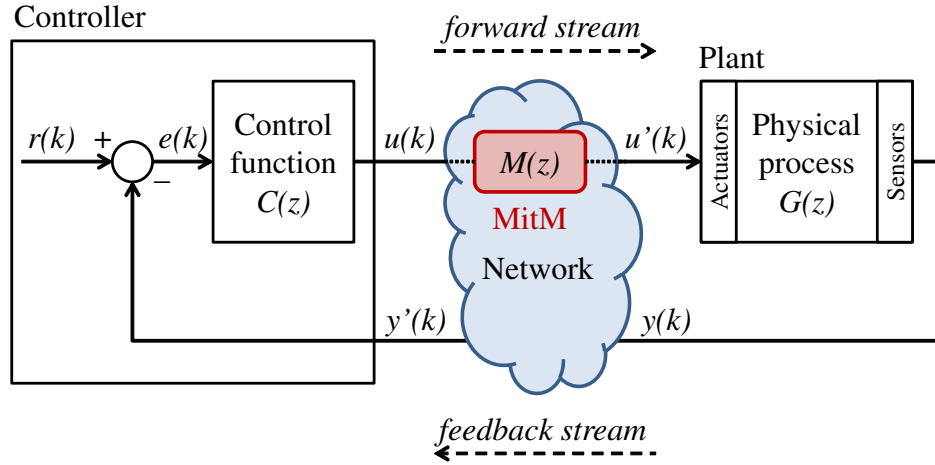 Controller
forward stream
Plant
r(k)
+
−
e(k)
Control
function
C(z)
u(k)
M(z)
MitM
Network
u’(k)
Actuators
Physical
process
G(z)
Sensors
y’(k)
y(k)
feedback stream